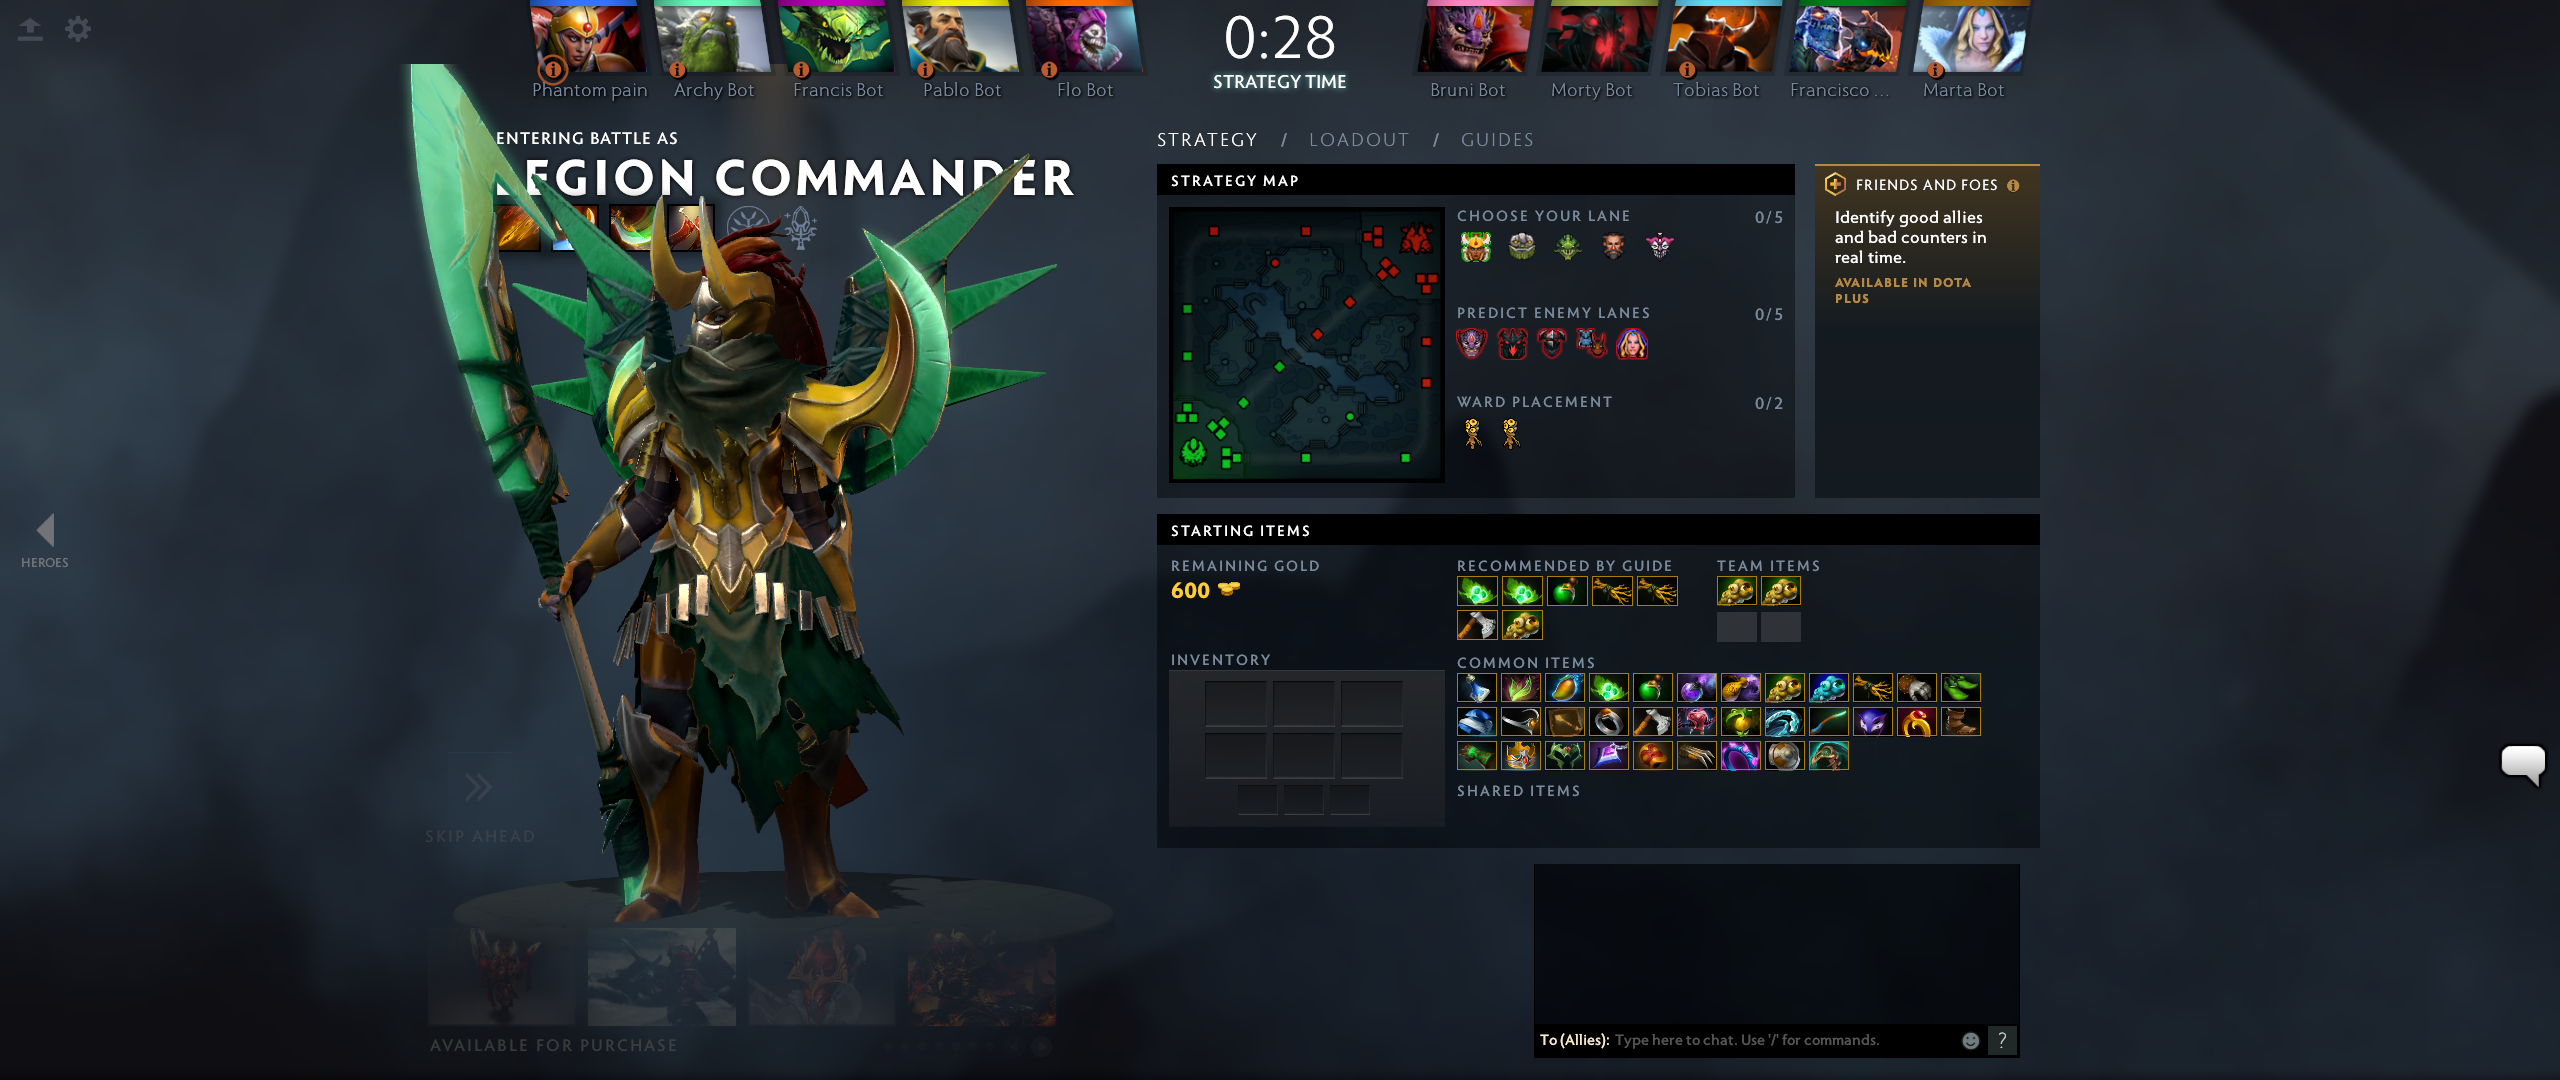 0:28
STRATEGY TIME
Phantom pain
Archy Bot
Francis Bot
Pablo Bot
Flo Bot
Bruni Bot
Morty Bot
Tobias Bot
Francisco ...
Marta Bot
ENTERING BATTLE AS
LEGION COMMANDER
HEROES
SKIP AHEAD
AVAILABLE FOR PURCHASE
STRATEGY / LOADOUT / GUIDES
STRATEGY MAP
CHOOSE YOUR LANE 0/5
PREDICT ENEMY LANES 0/5
WARD PLACEMENT 0/2
FRIENDS AND FOES
Identify good allies
and bad counters in
real time.
AVAILABLE IN DOTA
PLUS
STARTING ITEMS
REMAINING GOLD
600
INVENTORY
RECOMMENDED BY GUIDE
TEAM ITEMS
COMMON ITEMS
SHARED ITEMS
To (Allies): Type here to chat. Use '/' for commands.
?